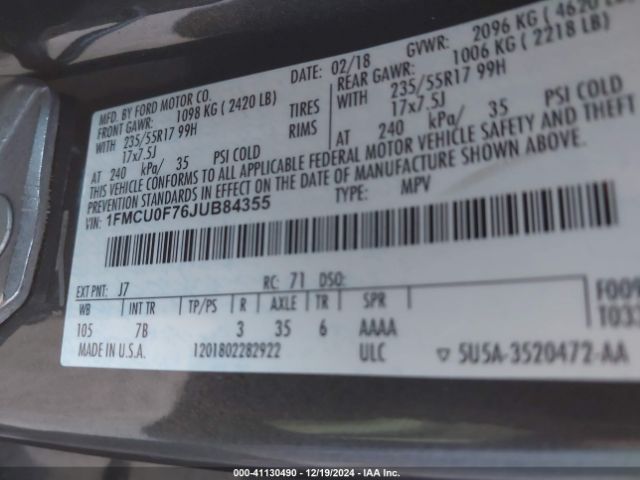 MFD. BY FORD MOTOR CO.
DATE: 02/18 GVWR: 2096 KG (4620 LB)
FRONT GAWR: 1098 KG (2420 LB) REAR GAWR: 1006 KG (2218 LB)
WITH 235/55R17 99H TIRES WITH 235/55R17 99H
17x7.5J RIMS 17x7.5J
AT 240 kPa/ 35 PSI COLD AT 240 kPa/ 35 PSI COLD
THIS VEHICLE CONFORMS TO ALL APPLICABLE FEDERAL MOTOR VEHICLE SAFETY AND THEFT
PREVENTION STANDARDS IN EFFECT ON THE DATE OF MANUFACTURE SHOWN ABOVE.
VIN: 1FMCU0F76JUB84355 TYPE: MPV
EXT PNT: J7 RC: 71 DSO:
WB INT TR TP/PS R AXLE TR SPR
105 7B 3 35 6 AAAA
MADE IN U.S.A. 1201802282922 ULC ▽ 5U5A-3520472-AA
F009
T033
000-41130490 - 12/19/2024 - IAA Inc.